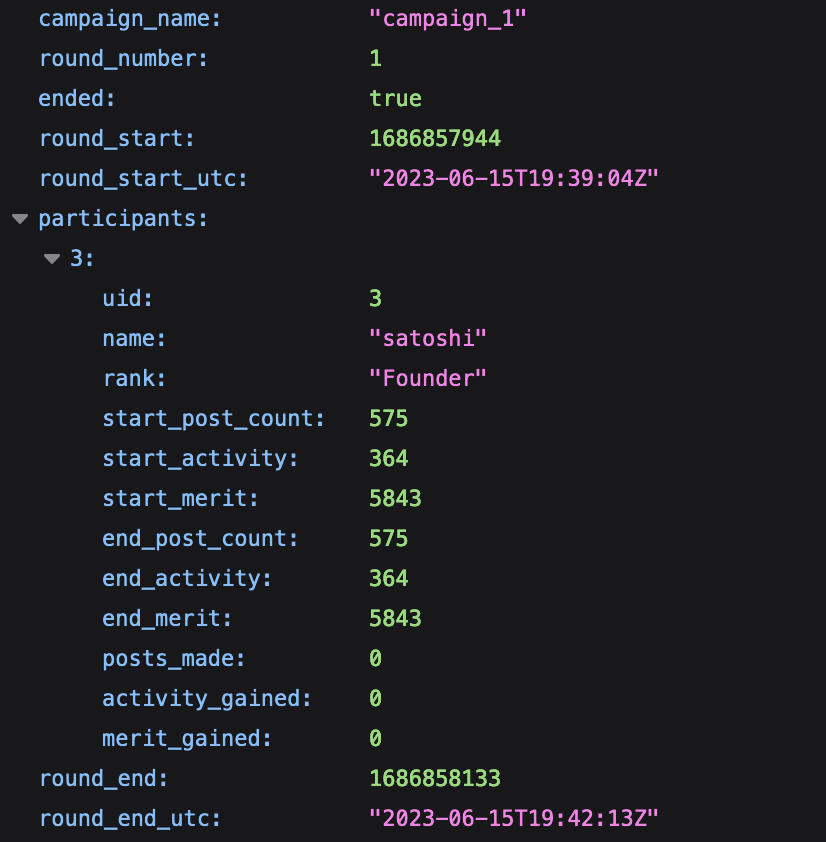 campaign_name: "campaign_1"
round_number: 1
ended: true
round_start: 1686857944
round_start_utc: "2023-06-15T19:39:04Z"
participants:
3:
uid: 3
name: "satoshi"
rank: "Founder"
start_post_count: 575
start_activity: 364
start_merit: 5843
end_post_count: 575
end_activity: 364
end_merit: 5843
posts_made: 0
activity_gained: 0
merit_gained: 0
round_end: 1686858133
round_end_utc: "2023-06-15T19:42:13Z"